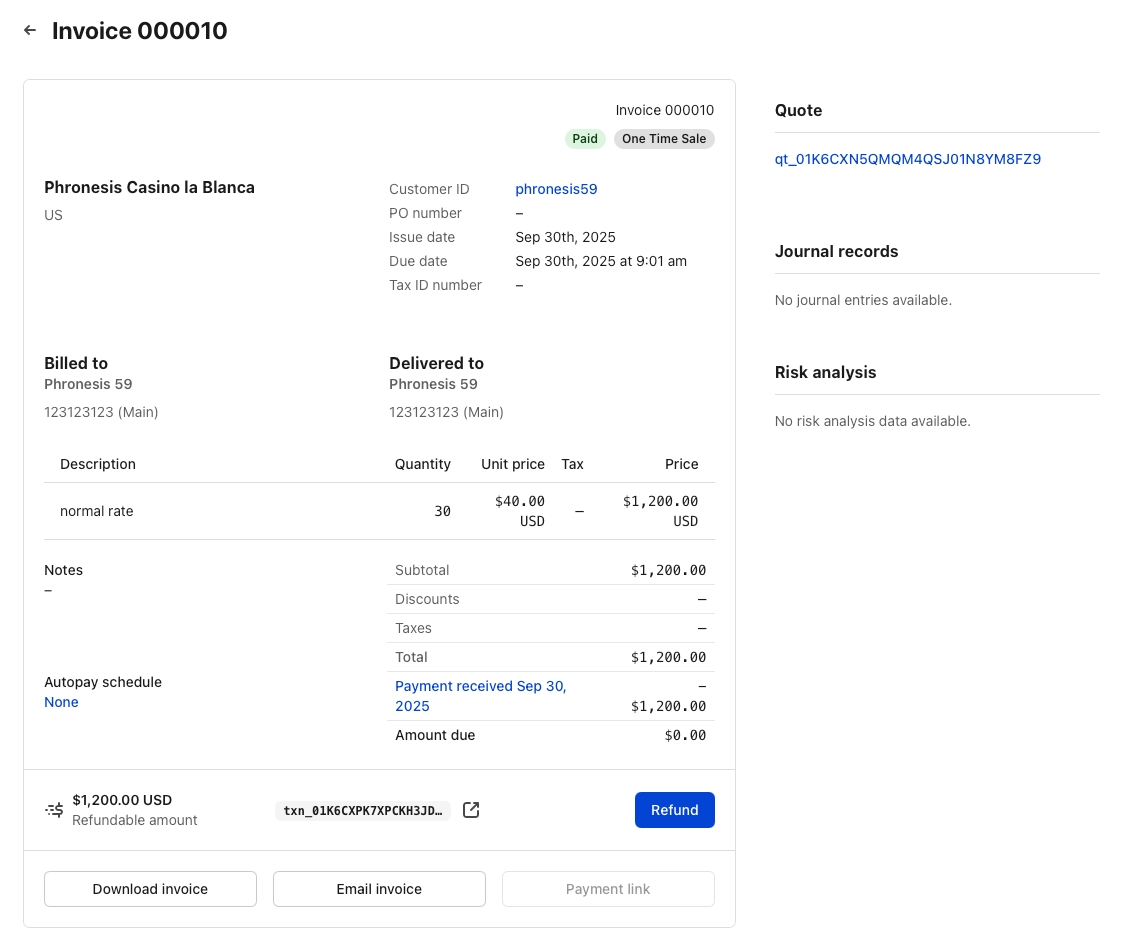 Invoice 000010
Invoice 000010
Paid One Time Sale
Phronesis Casino la Blanca
US
Customer ID phronesis59
PO number –
Issue date Sep 30th, 2025
Due date Sep 30th, 2025 at 9:01 am
Tax ID number –
Billed to
Phronesis 59
123123123 (Main)
Delivered to
Phronesis 59
123123123 (Main)
Description Quantity Unit price Tax Price
normal rate 30 $40.00 USD – $1,200.00 USD
Notes
–
Autopay schedule
None
Subtotal $1,200.00
Discounts –
Taxes –
Total $1,200.00
Payment received Sep 30, 2025 –$1,200.00
Amount due $0.00
$1,200.00 USD
Refundable amount
txn_01K6CXPK7XPCKH3JD…
Refund
Download invoice
Email invoice
Payment link
Quote
qt_01K6CXN5QMQM4QSJ01N8YM8FZ9
Journal records
No journal entries available.
Risk analysis
No risk analysis data available.